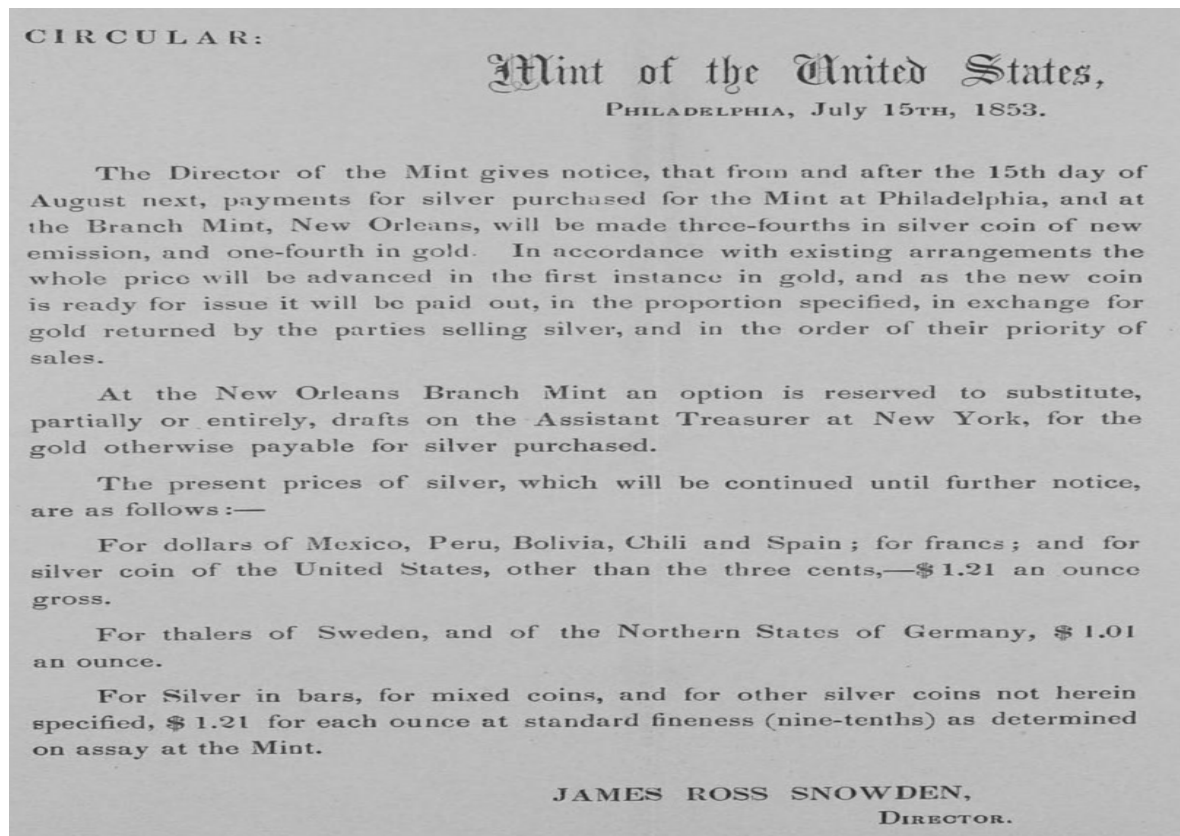 CIRCULAR:
Mint of the United States,
PHILADELPHIA, July 15TH, 1853.
The Director of the Mint gives notice, that from and after the 15th day of
August next, payments for silver purchased for the Mint at Philadelphia, and at
the Branch Mint, New Orleans, will be made three-fourths in silver coin of new
emission, and one-fourth in gold. In accordance with existing arrangements the
whole price will be advanced in the first instance in gold, and as the new coin
is ready for issue it will be paid out, in the proportion specified, in exchange for
gold returned by the parties selling silver, and in the order of their priority of
sales.
At the New Orleans Branch Mint an option is reserved to substitute,
partially or entirely, drafts on the Assistant Treasurer at New York, for the
gold otherwise payable for silver purchased.
The present prices of silver, which will be continued until further notice,
are as follows:—
For dollars of Mexico, Peru, Bolivia, Chili and Spain; for francs; and for
silver coin of the United States, other than the three cents,—$1.21 an ounce
gross.
For thalers of Sweden, and of the Northern States of Germany, $1.01
an ounce.
For Silver in bars, for mixed coins, and for other silver coins not herein
specified, $1.21 for each ounce at standard fineness (nine-tenths) as determined
on assay at the Mint.
JAMES ROSS SNOWDEN,
DIRECTOR.